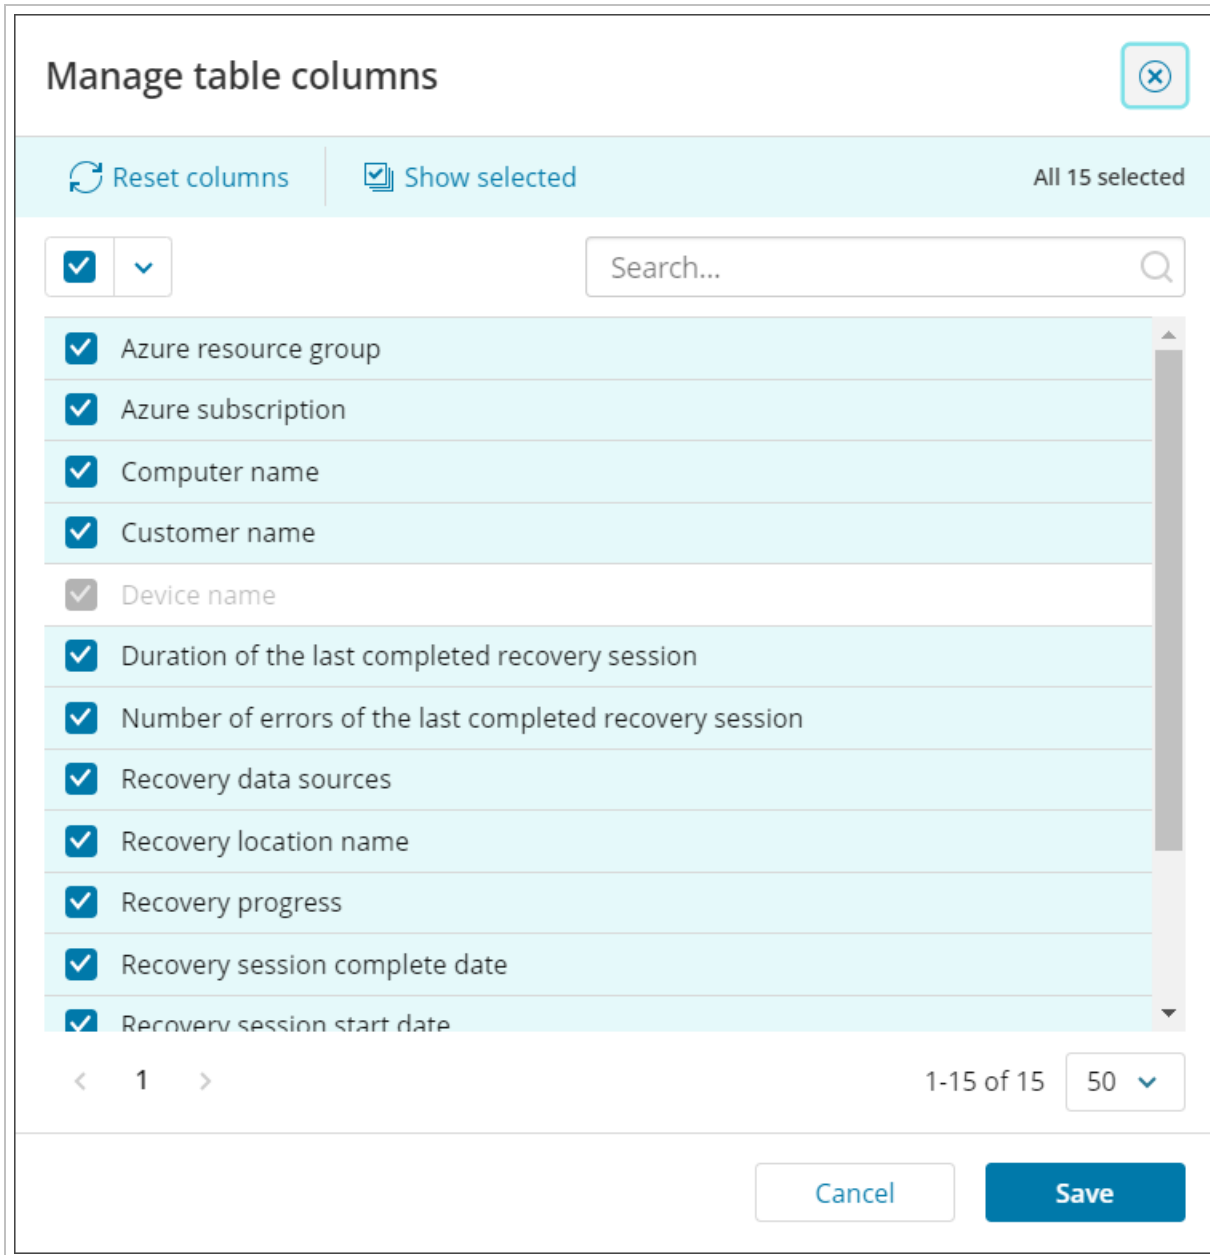 Manage table columns
Reset columns
Show selected
All 15 selected
Search...
Azure resource group
Azure subscription
Computer name
Customer name
Device name
Duration of the last completed recovery session
Number of errors of the last completed recovery session
Recovery data sources
Recovery location name
Recovery progress
Recovery session complete date
Recovery session start date
1
1-15 of 15
50
Cancel
Save